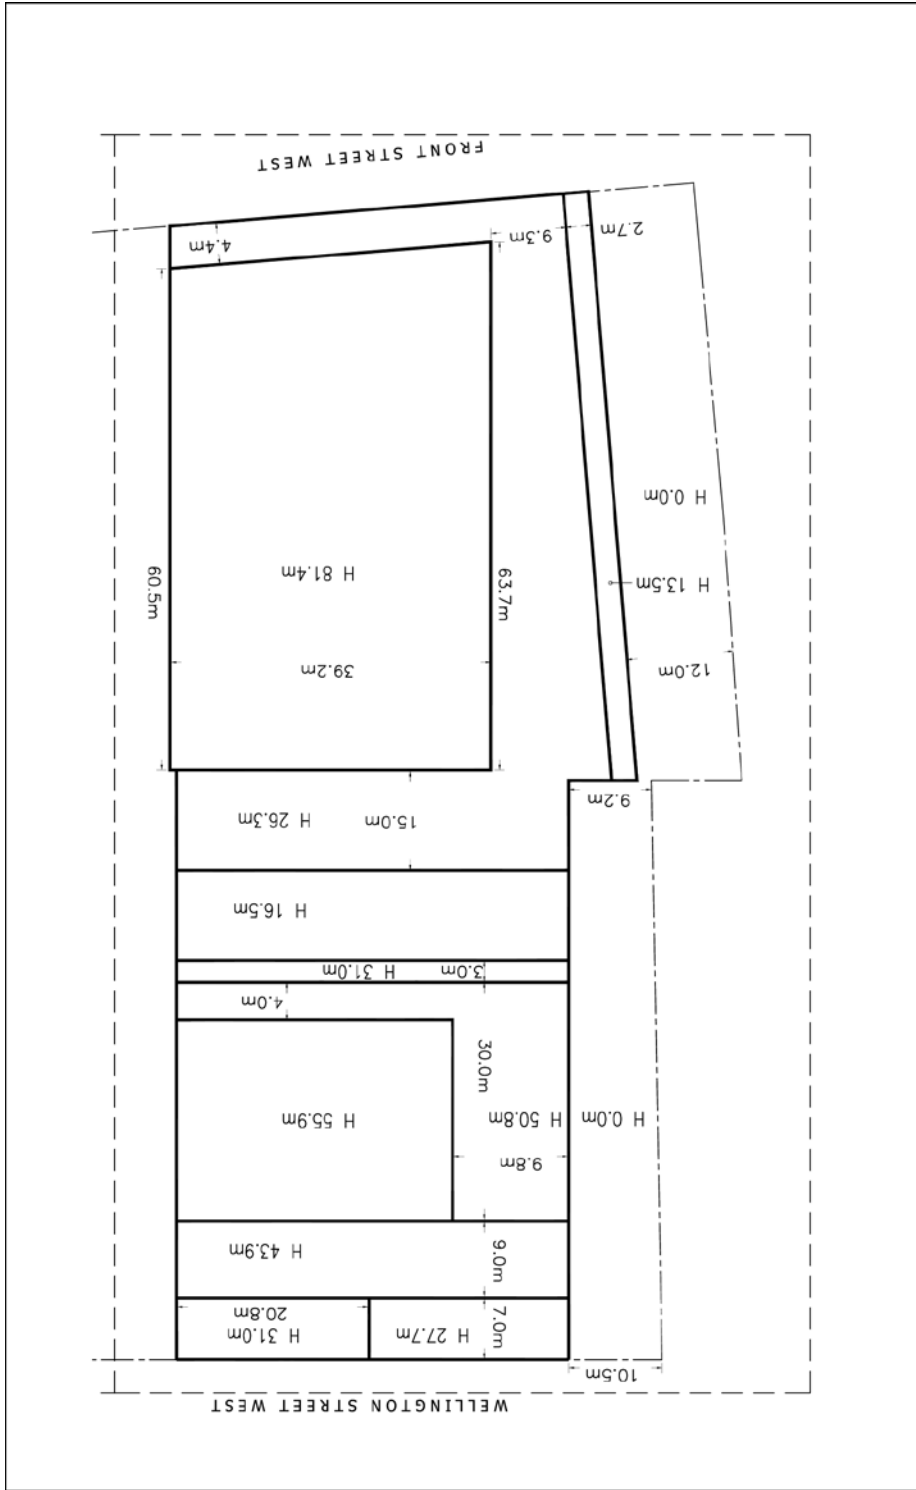 WELLINGTON STREET WEST
10.5m
7.0m
H 27.7m
H 31.0m
20.8m
9.0m
H 43.9m
9.8m
H 0.0m
H 50.8m
H 55.9m
30.0m
4.0m
3.0m
H 31.0m
H 16.5m
15.0m
H 26.3m
9.2m
12.0m
39.2m
63.7m
60.5m
H 13.5m
H 81.4m
H 0.0m
4.4m
9.3m
2.7m
FRONT STREET WEST